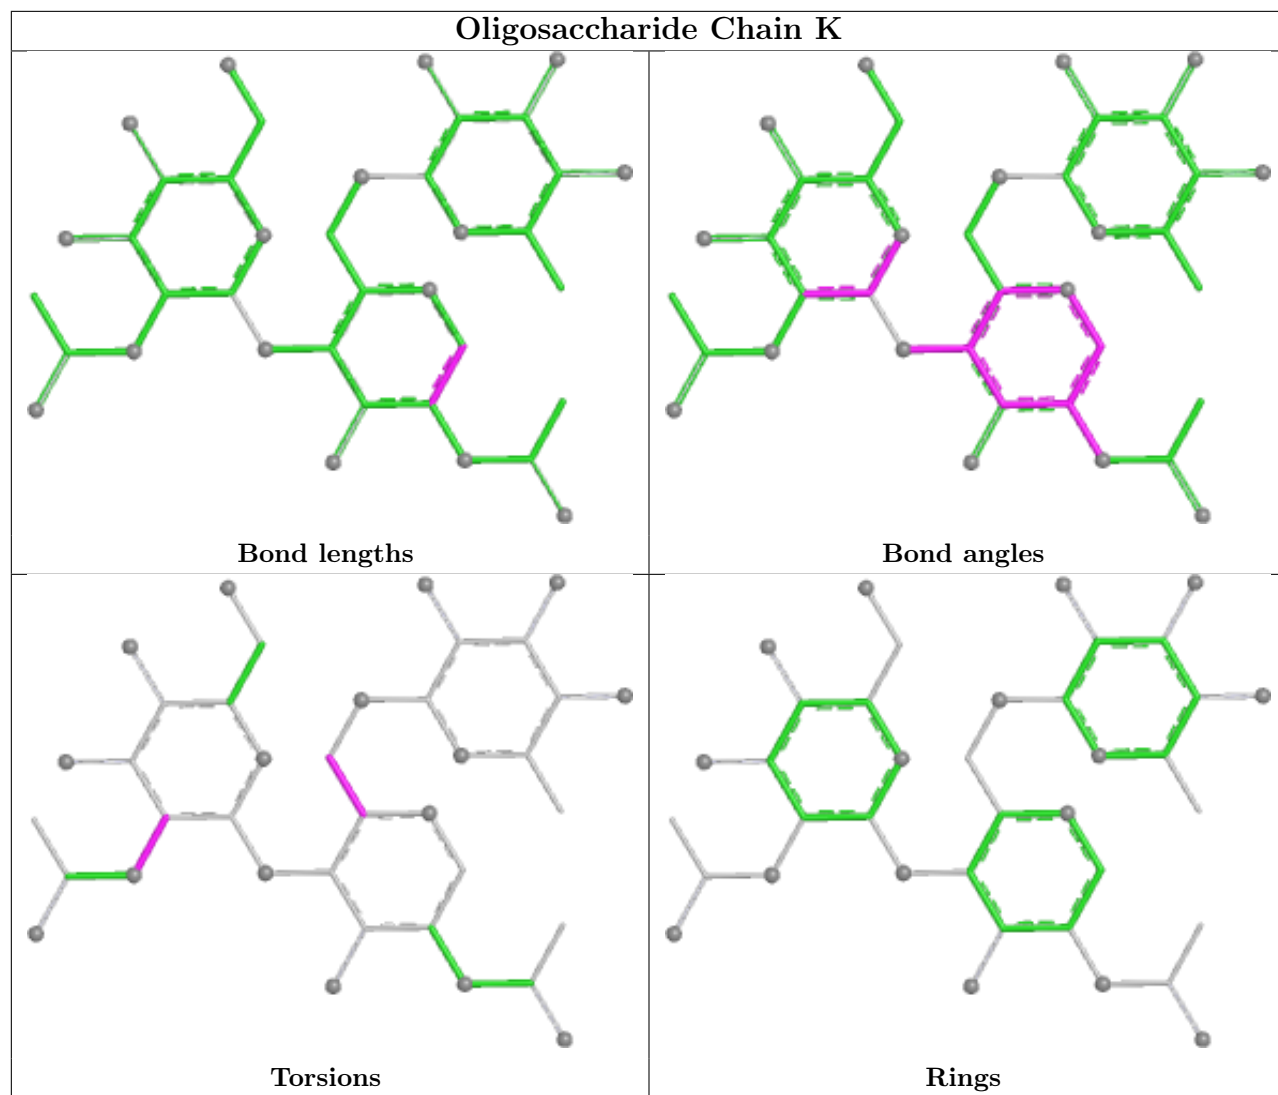 Oligosaccharide Chain K
Bond lengths
Bond angles
Torsions
Rings